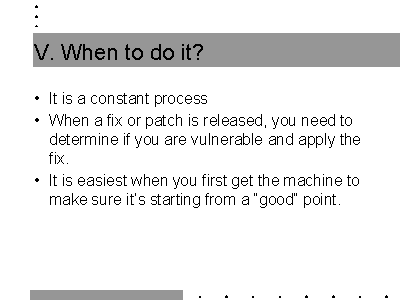 V. When to do it?
• It is a constant process
• When a fix or patch is released, you need to
determine if you are vulnerable and apply the
fix.
• It is easiest when you first get the machine to
make sure it's starting from a “good” point.